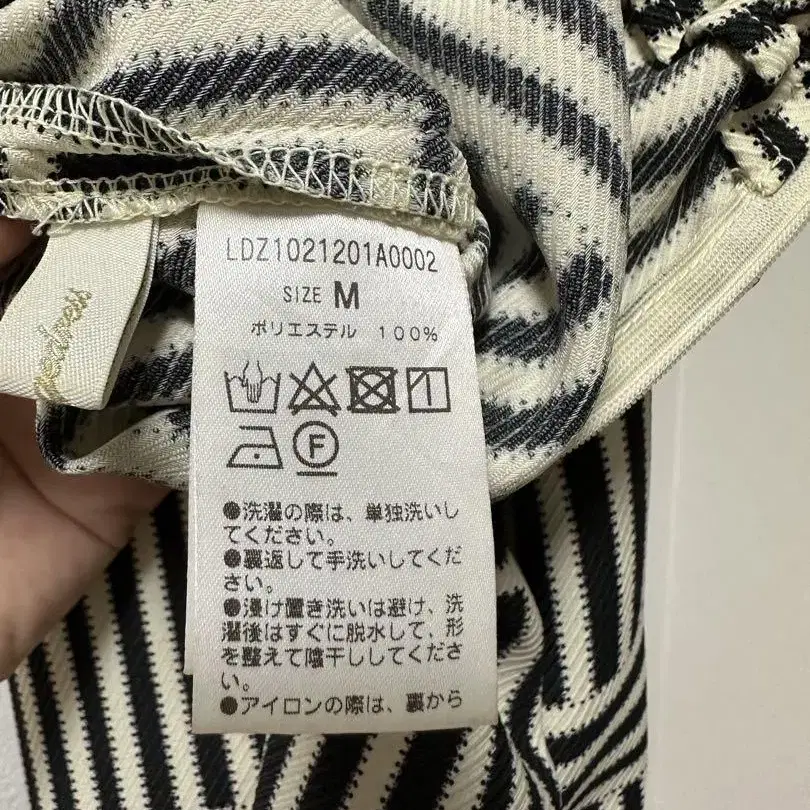 LDZ1021201A0002
SIZE M
ポリエステル 100%
F
●洗濯の際は、単独洗いし
てください。
●裏返して手洗いしてくだ
さい。
●浸け置き洗いは避け、洗
濯後はすぐに脱水して、形
を整えて陰干ししてくださ
い。
●アイロンの際は、裏から